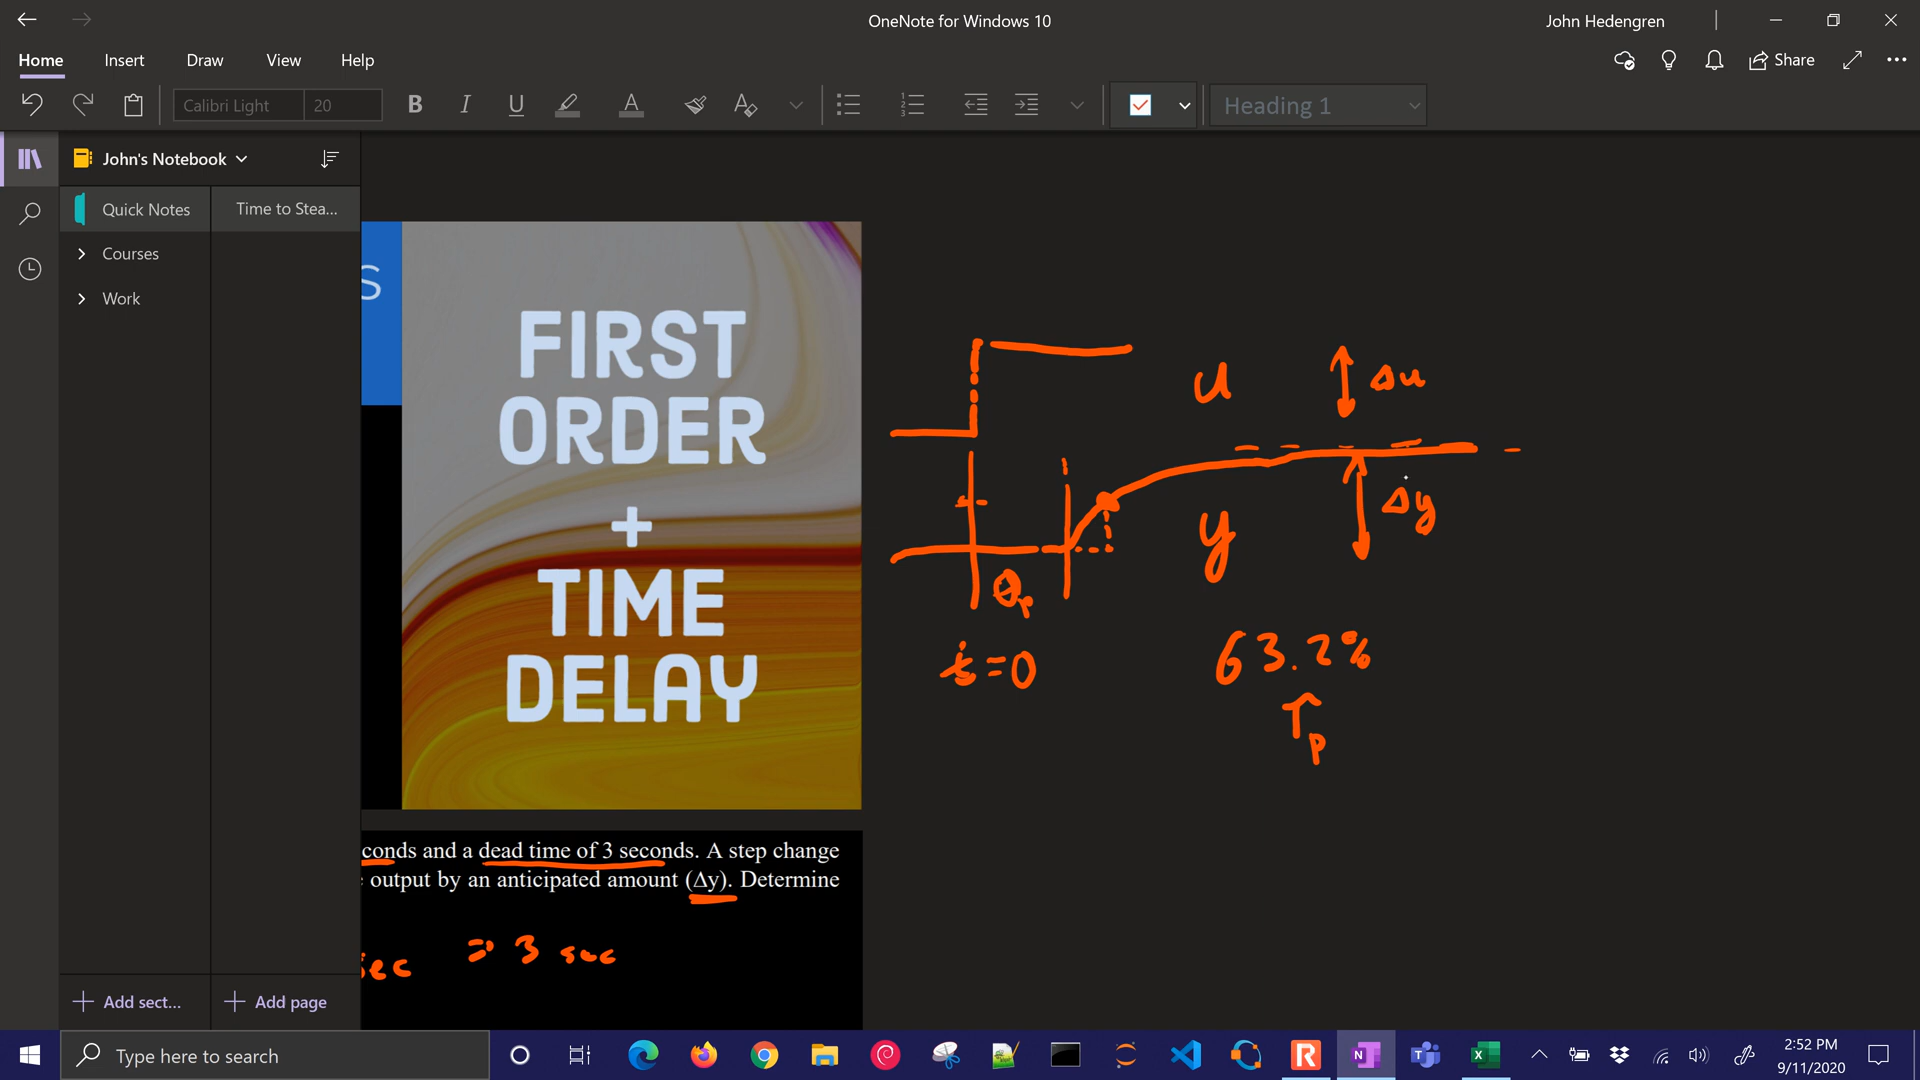 OneNote for Windows 10
John Hedengren
Home Insert Draw View Help
Share
Calibri Light 20
B I U
Heading 1
John's Notebook
Quick Notes
Time to Stea...
Courses
Work
S
FIRST
ORDER
+
TIME
DELAY
u
Δu
y
Δy
θp
t=0
63.2%
τp
conds and a dead time of 3 seconds. A step change
output by an anticipated amount (Δy). Determine
sec = 3 sec
+ Add sect...
+ Add page
Type here to search
2:52 PM
9/11/2020